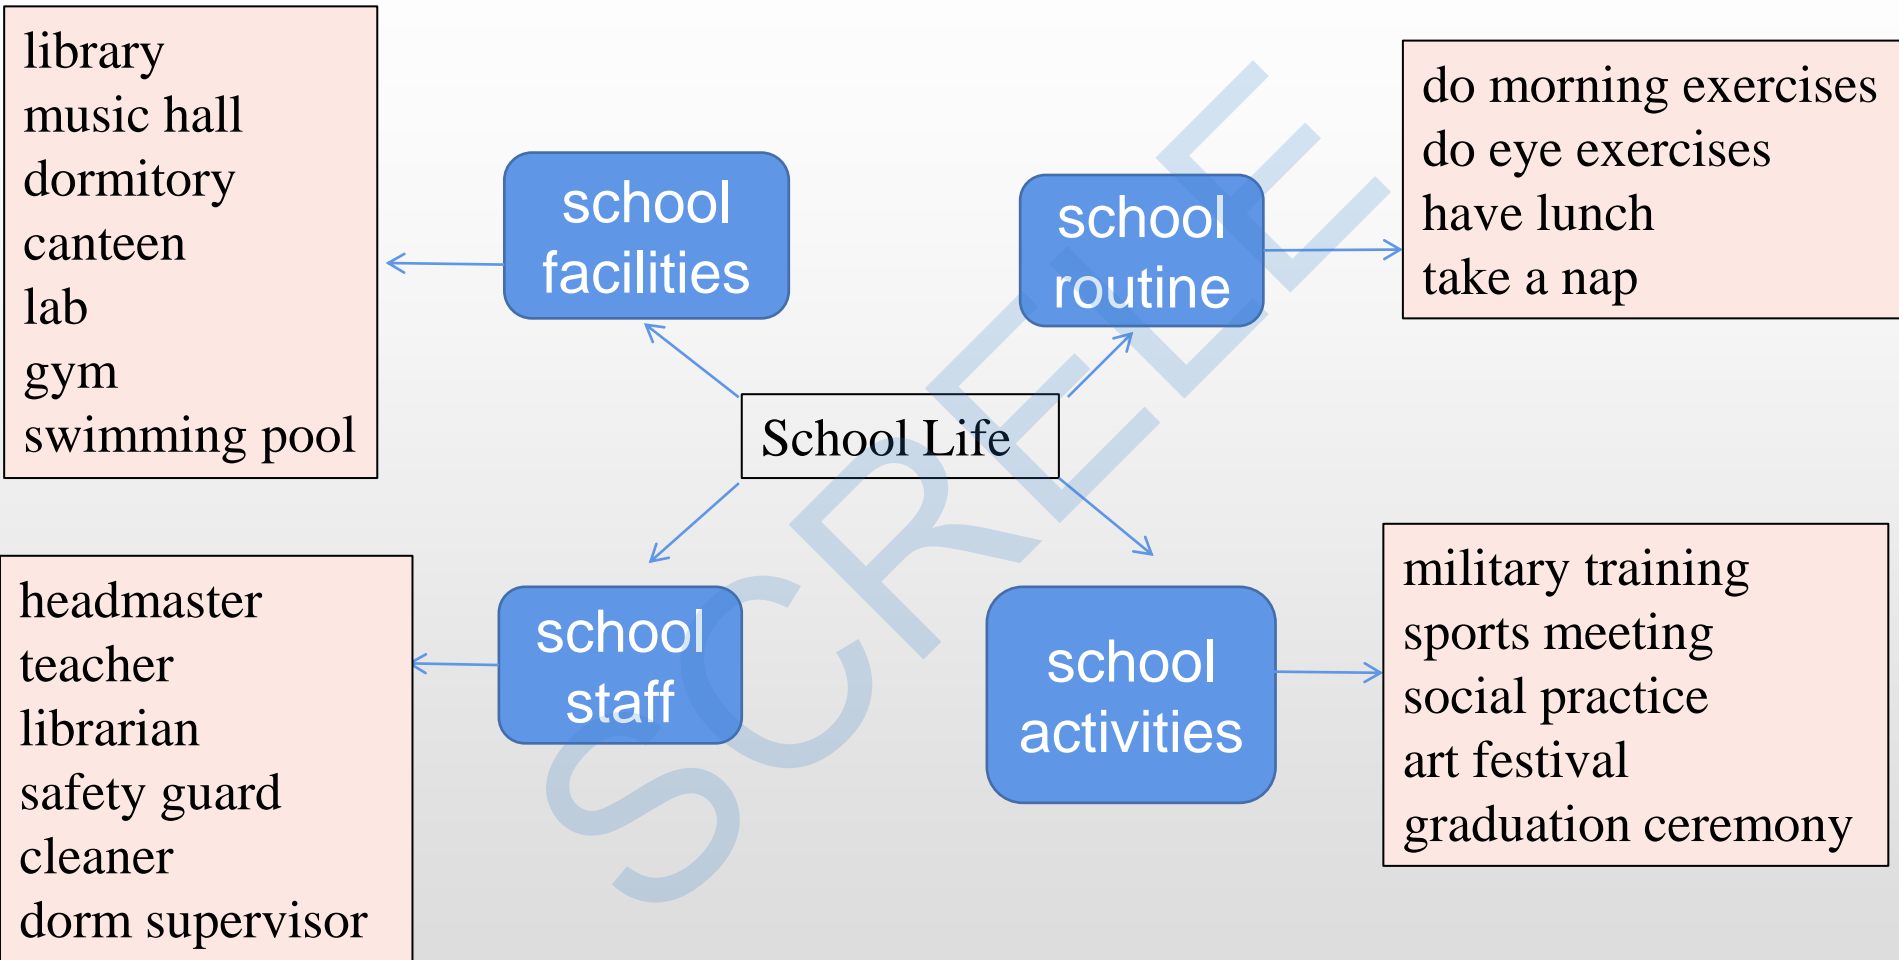 library
music hall
dormitory
canteen
lab
gym
swimming pool
school
facilities
school
routine
do morning exercises
do eye exercises
have lunch
take a nap
School Life
headmaster
teacher
librarian
safety guard
cleaner
dorm supervisor
school
staff
school
activities
military training
sports meeting
social practice
art festival
graduation ceremony
SCRELE